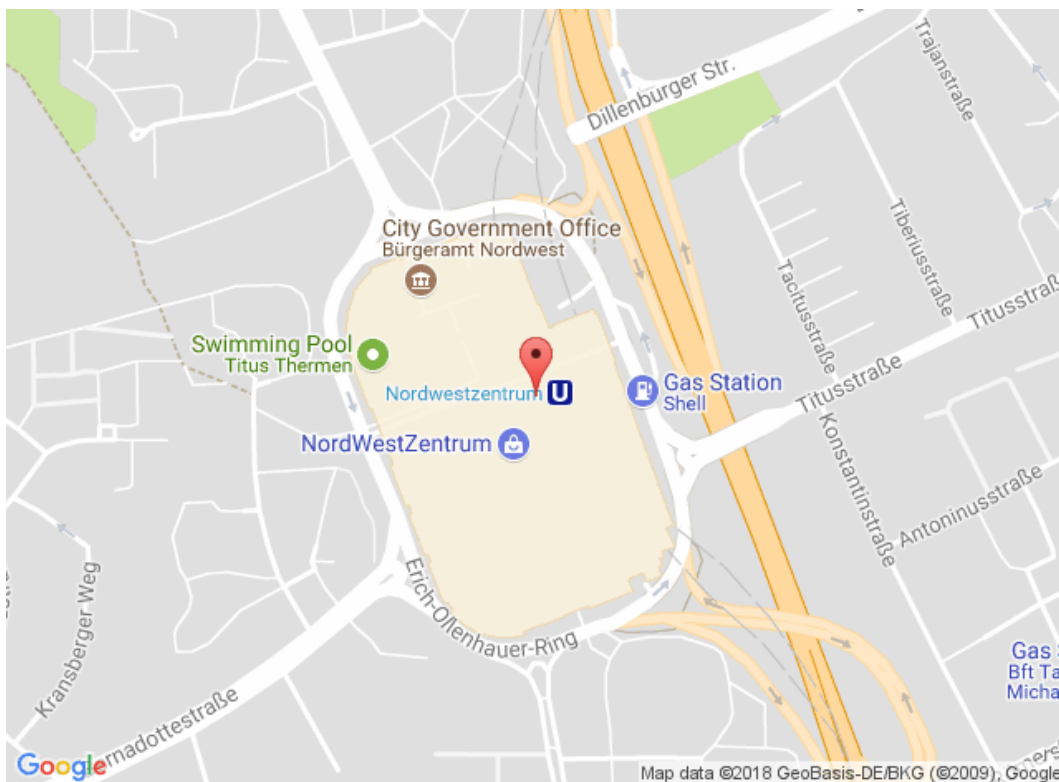 Trajanstraße
Dillenburger Str.
Tiberiusstraße
City Government Office
Bürgeramt Nordwest
Tacitusstraße
Titusstraße
Swimming Pool
Titus Thermen
Nordwestzentrum
U
Gas Station
Shell
Titusstraße
NordWestZentrum
Konstantinstraße
Antoninusstraße
Erich-Ollenhauer-Ring
Kransberger Weg
Gas
Bft Ta
Micha
rnadottestraße
Google
Map data ©2018 GeoBasis-DE/BKG (©2009), Google